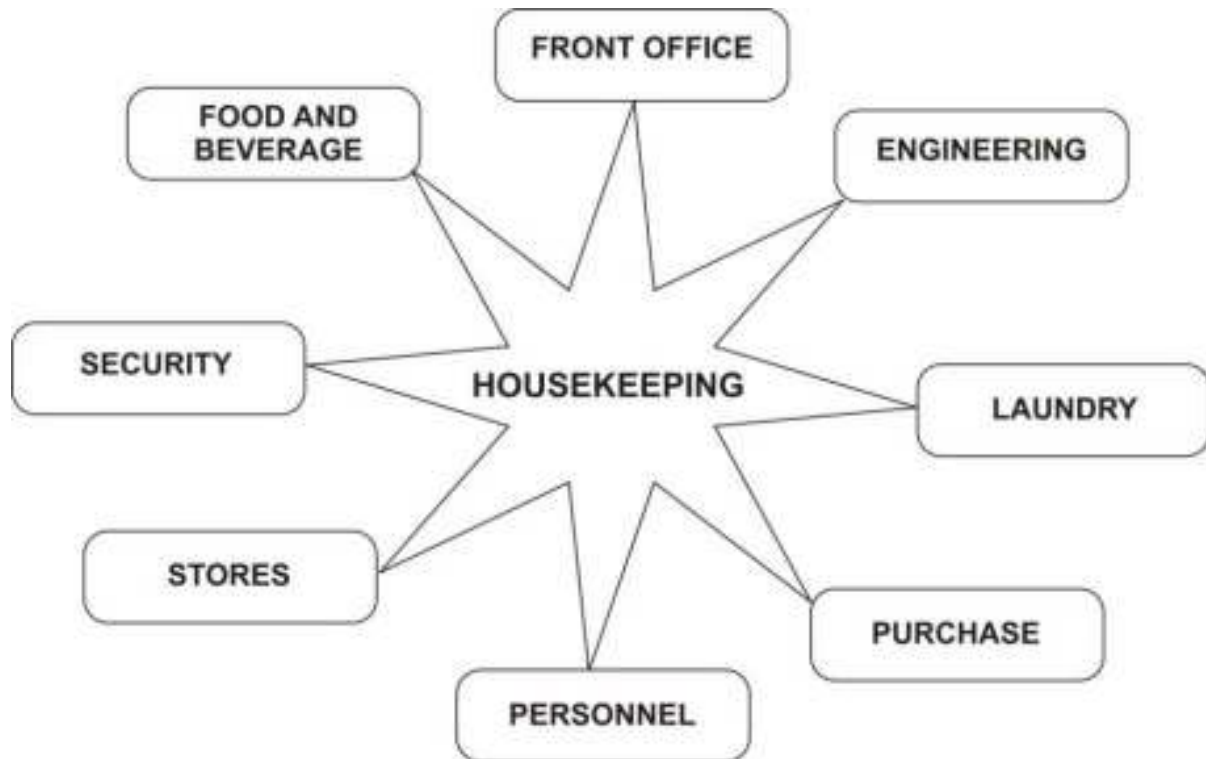 FRONT OFFICE
FOOD AND
BEVERAGE
ENGINEERING
SECURITY
HOUSEKEEPING
LAUNDRY
STORES
PURCHASE
PERSONNEL